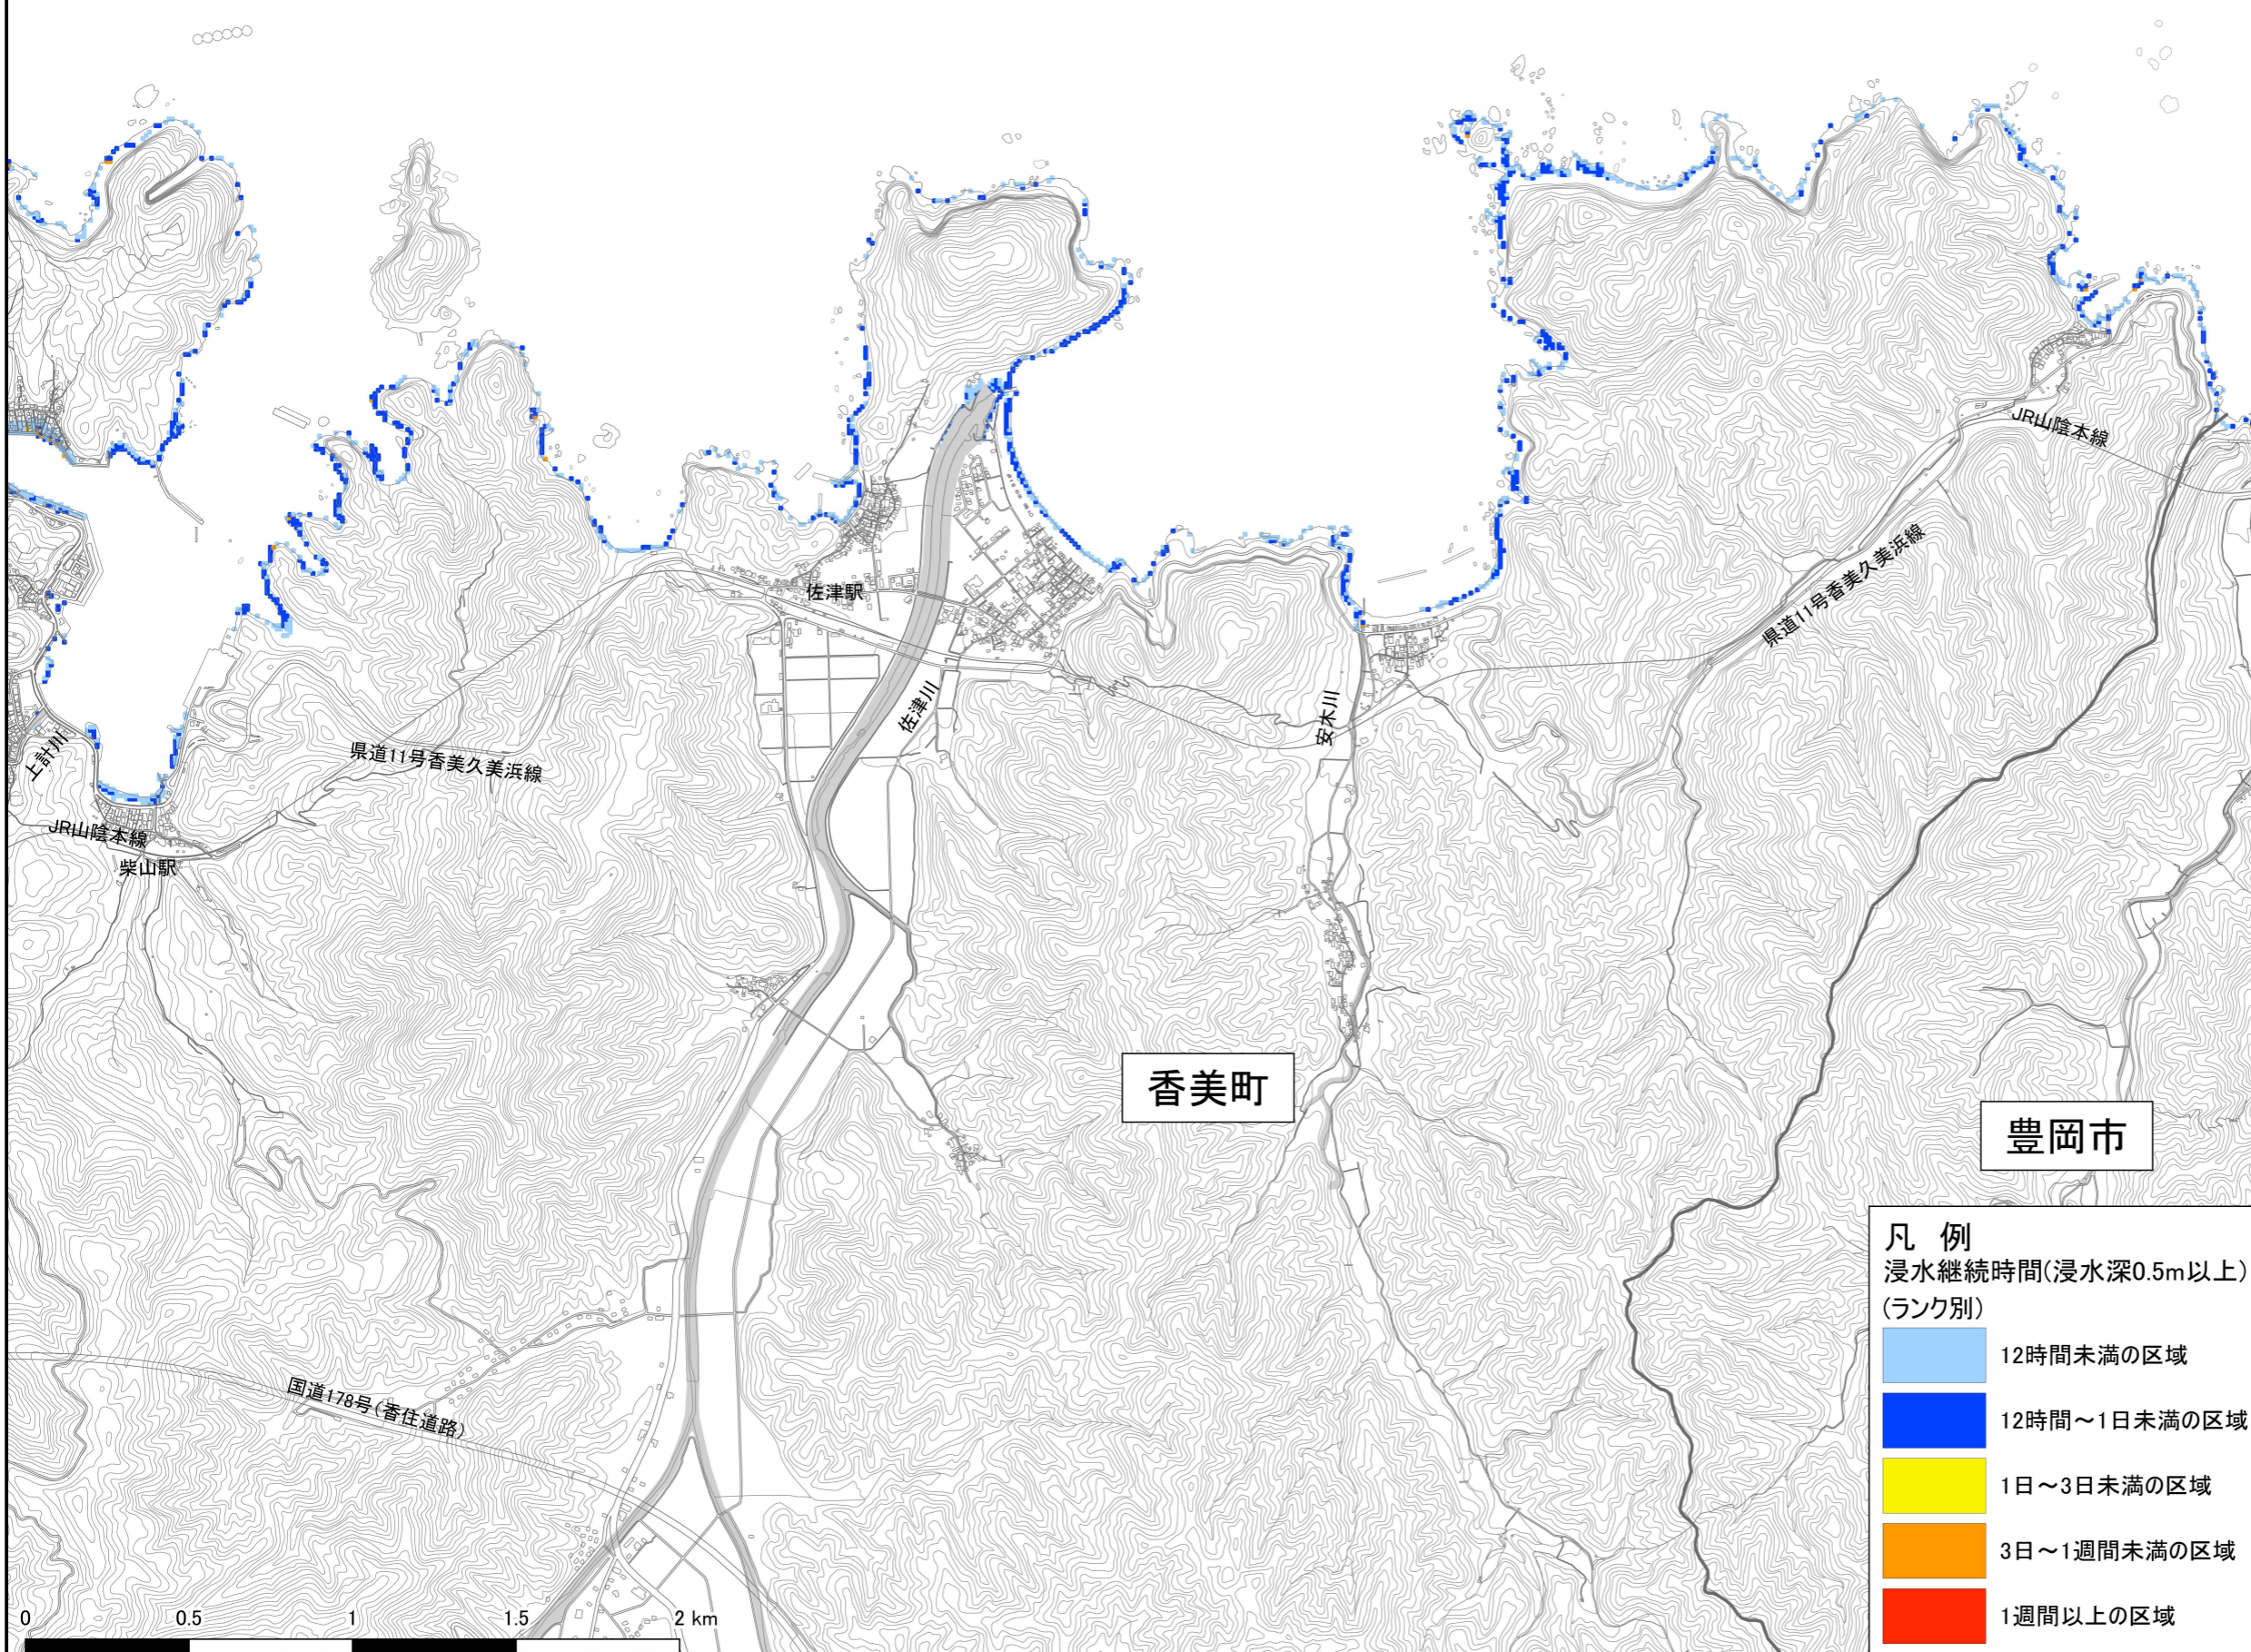 JR山陰本線
佐津駅
県道11号香美久美浜線
佐津川
安木川
上計川
県道11号香美久美浜線
JR山陰本線
柴山駅
香美町
豊岡市
国道178号(香住道路)
凡 例
浸水継続時間(浸水深0.5m以上)
(ランク別)
12時間未満の区域
12時間～1日未満の区域
1日～3日未満の区域
3日～1週間未満の区域
1週間以上の区域
0 0.5 1 1.5 2 km